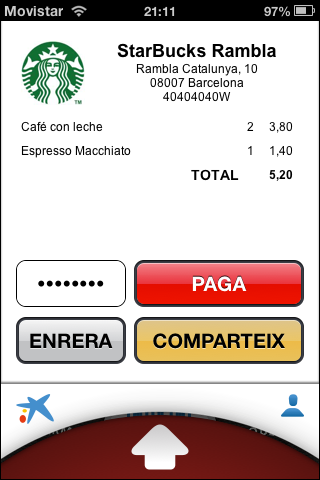 Movistar 21:11 97%
StarBucks Rambla
Rambla Catalunya, 10
08007 Barcelona
40404040W
Café con leche 2 3,80
Espresso Macchiato 1 1,40
TOTAL 5,20
●●●●●●●● PAGA
ENRERA COMPARTEIX